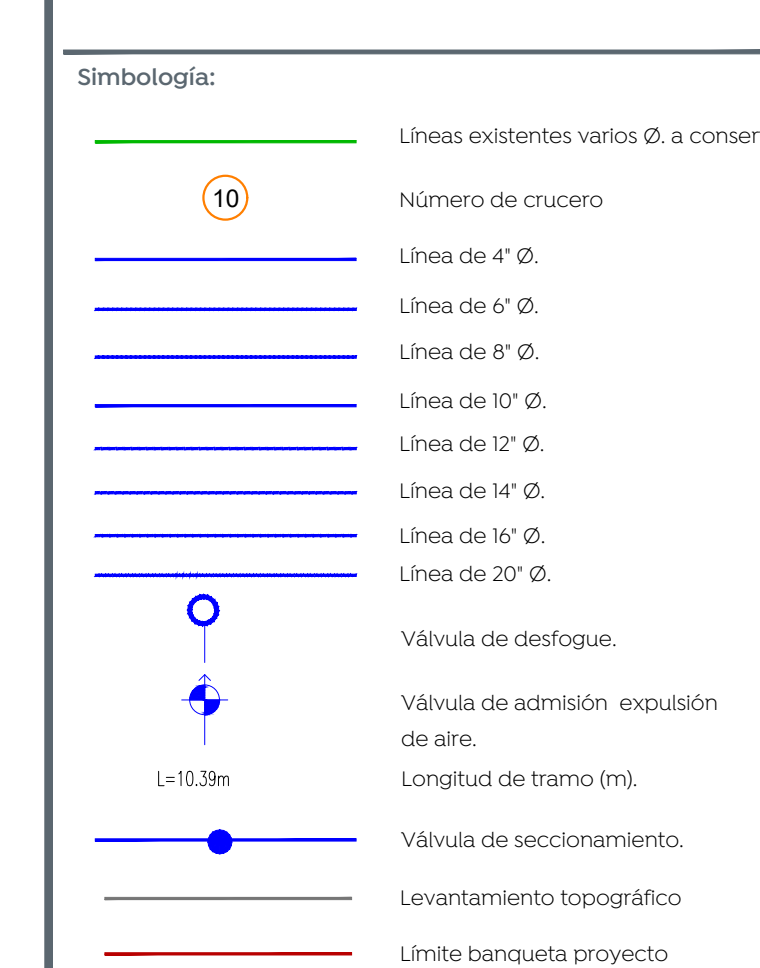 Simbología:
Líneas existentes varios Ø. a conser
10
Número de crucero
Línea de 4" Ø.
Línea de 6" Ø.
Línea de 8" Ø.
Línea de 10" Ø.
Línea de 12" Ø.
Línea de 14" Ø.
Línea de 16" Ø.
Línea de 20" Ø.
Válvula de desfogue.
Válvula de admisión expulsión
de aire.
L=10.39m
Longitud de tramo (m).
Válvula de seccionamiento.
Levantamiento topográfico
Límite banqueta proyecto